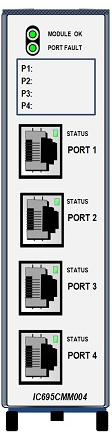 MODULE OK
PORT FAULT
P1:
P2:
P3:
P4:
STATUS
PORT 1
STATUS
PORT 2
STATUS
PORT 3
STATUS
PORT 4
IC695CMM004